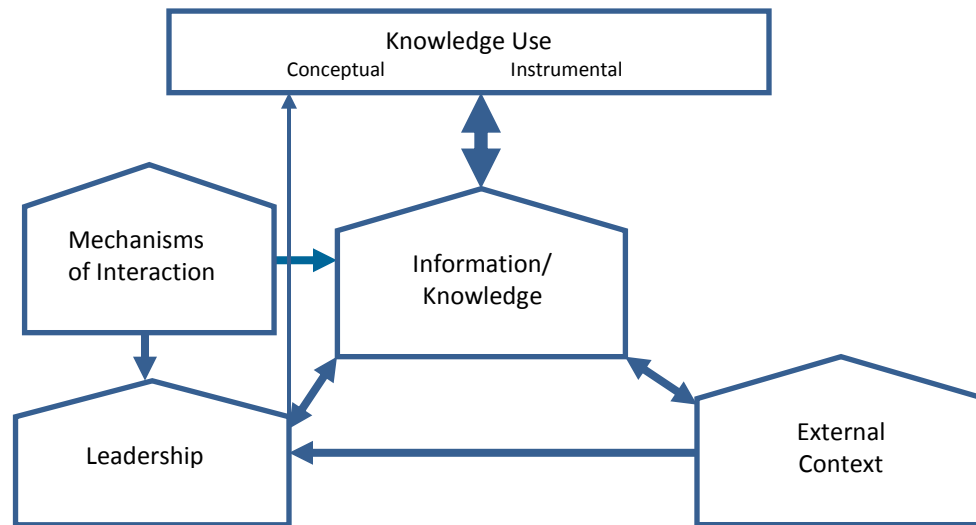 Knowledge Use
Conceptual Instrumental
Mechanisms
of Interaction
Information/
Knowledge
Leadership
External
Context